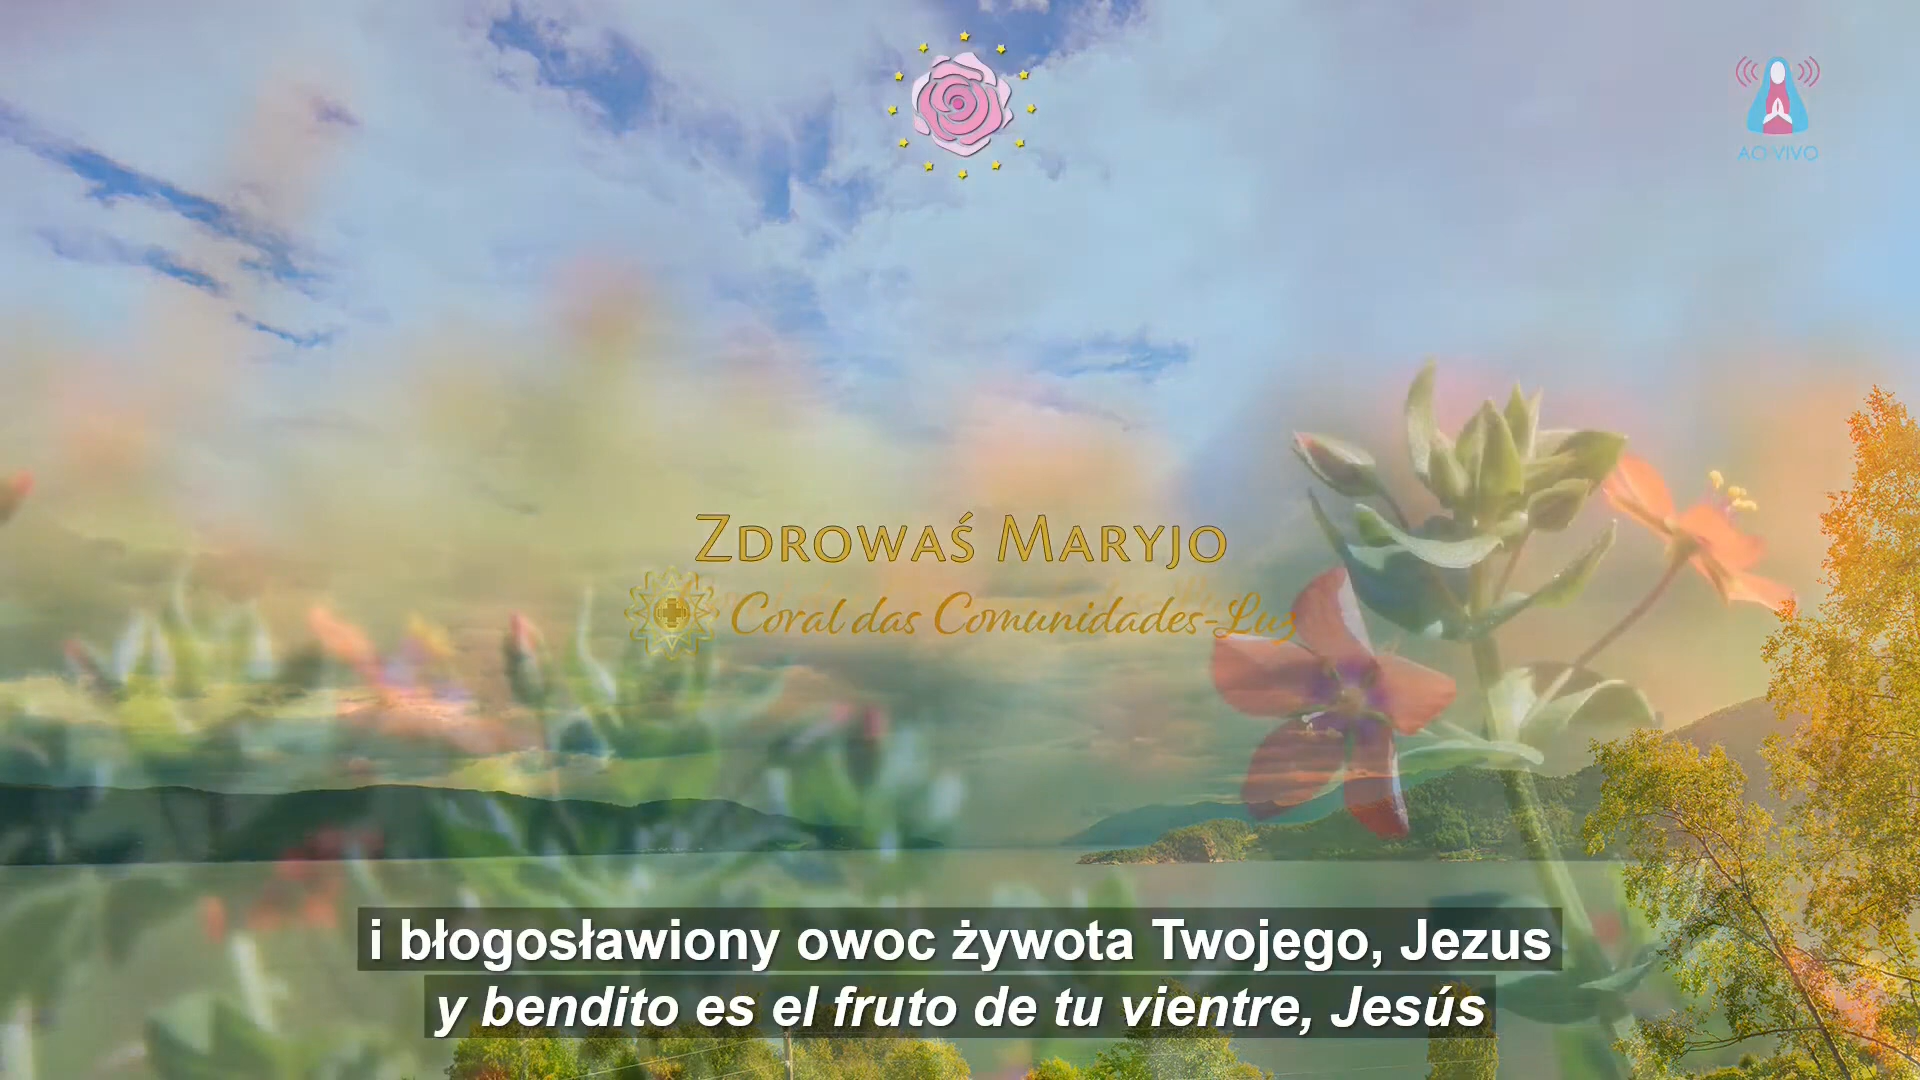 AO VIVO
Zdrowaś Maryjo
Coral das Comunidades-Luz
i błogosławiony owoc żywota Twojego, Jezus
y bendito es el fruto de tu vientre, Jesús